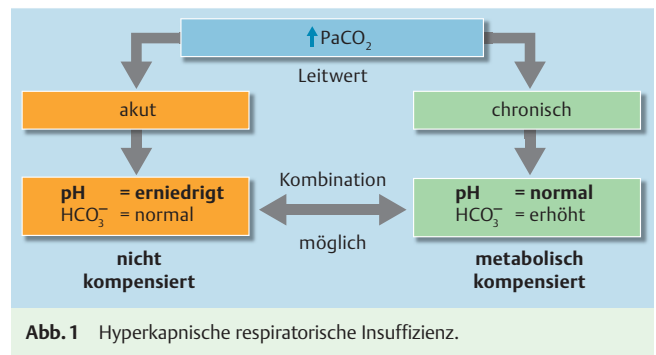 ↑PaCO₂
Leitwert
akut
chronisch
pH = erniedrigt
HCO₃⁻ = normal
Kombination
möglich
pH = normal
HCO₃⁻ = erhöht
nicht
kompensiert
metabolisch
kompensiert
Abb. 1 Hyperkapnische respiratorische Insuffizienz.